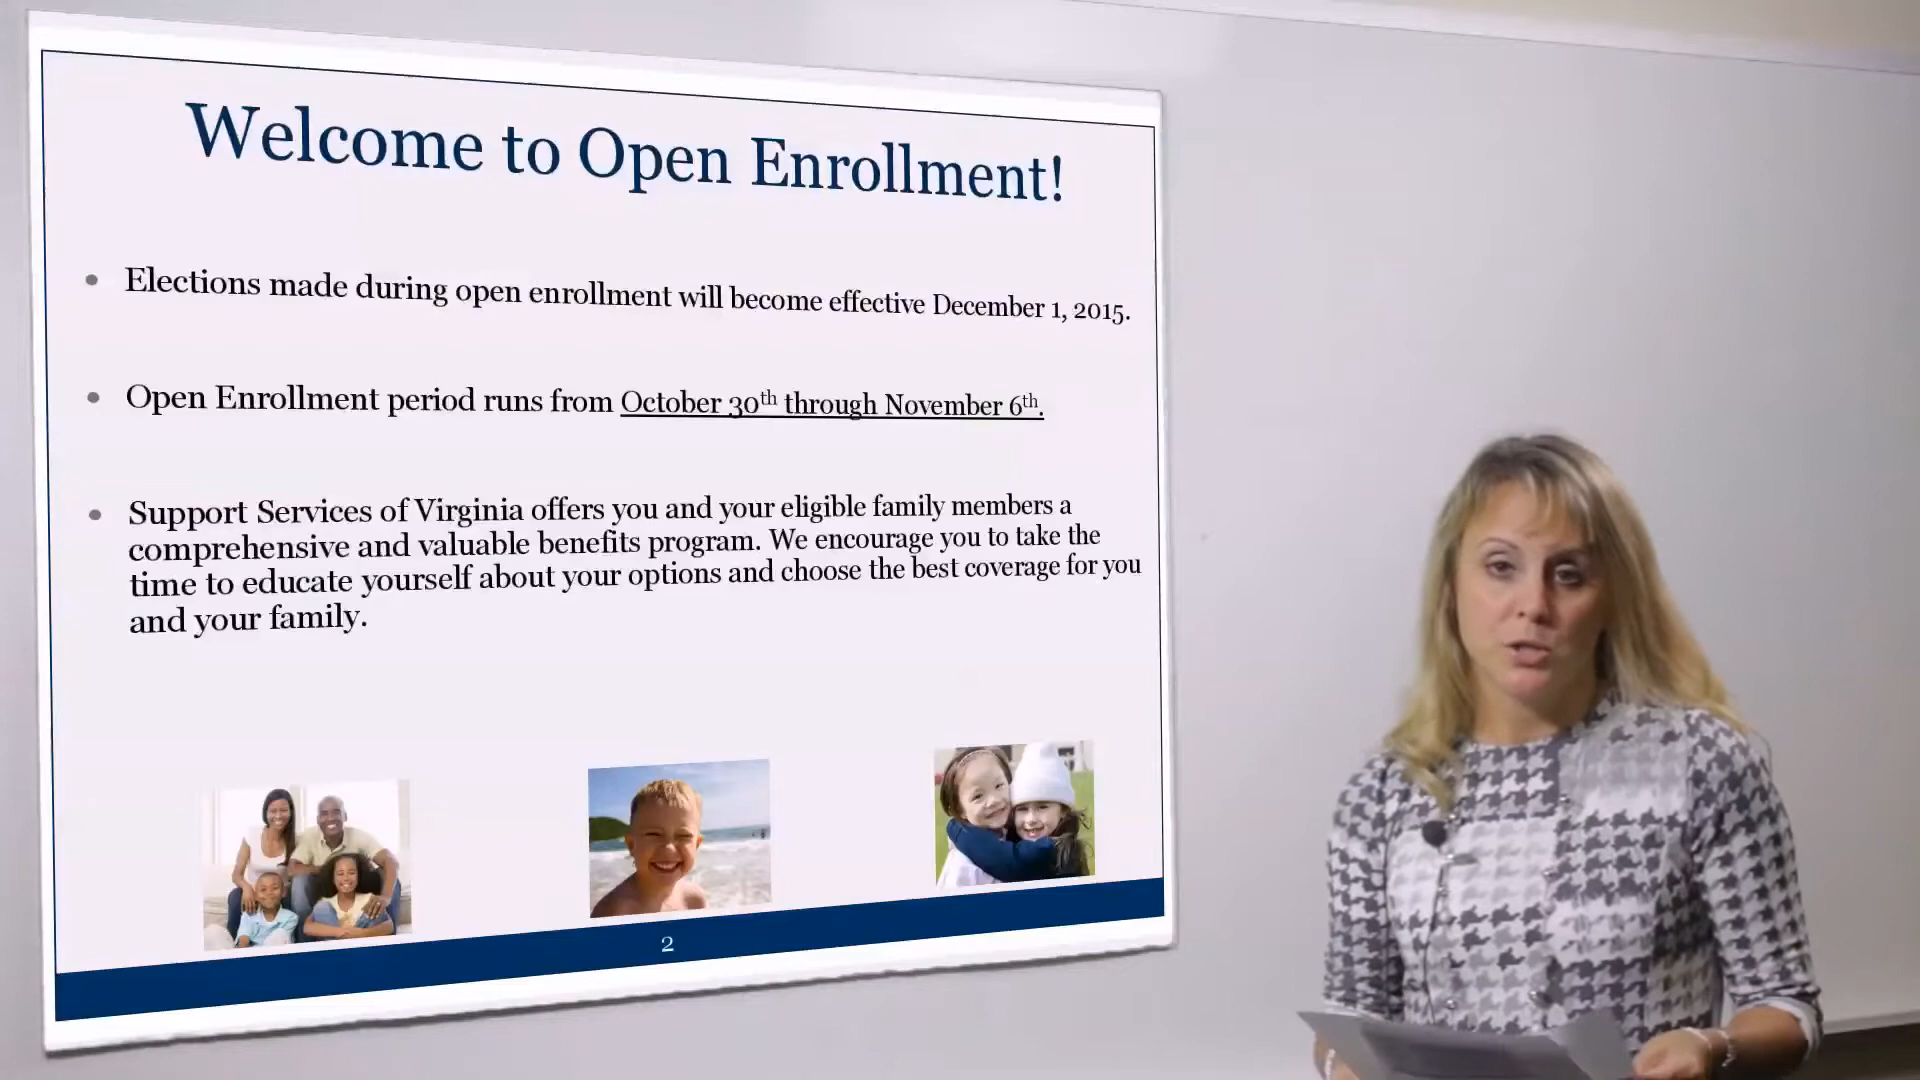 Welcome to Open Enrollment!
• Elections made during open enrollment will become effective December 1, 2015.
• Open Enrollment period runs from October 30th through November 6th.
• Support Services of Virginia offers you and your eligible family members a
comprehensive and valuable benefits program. We encourage you to take the
time to educate yourself about your options and choose the best coverage for you
and your family.
2